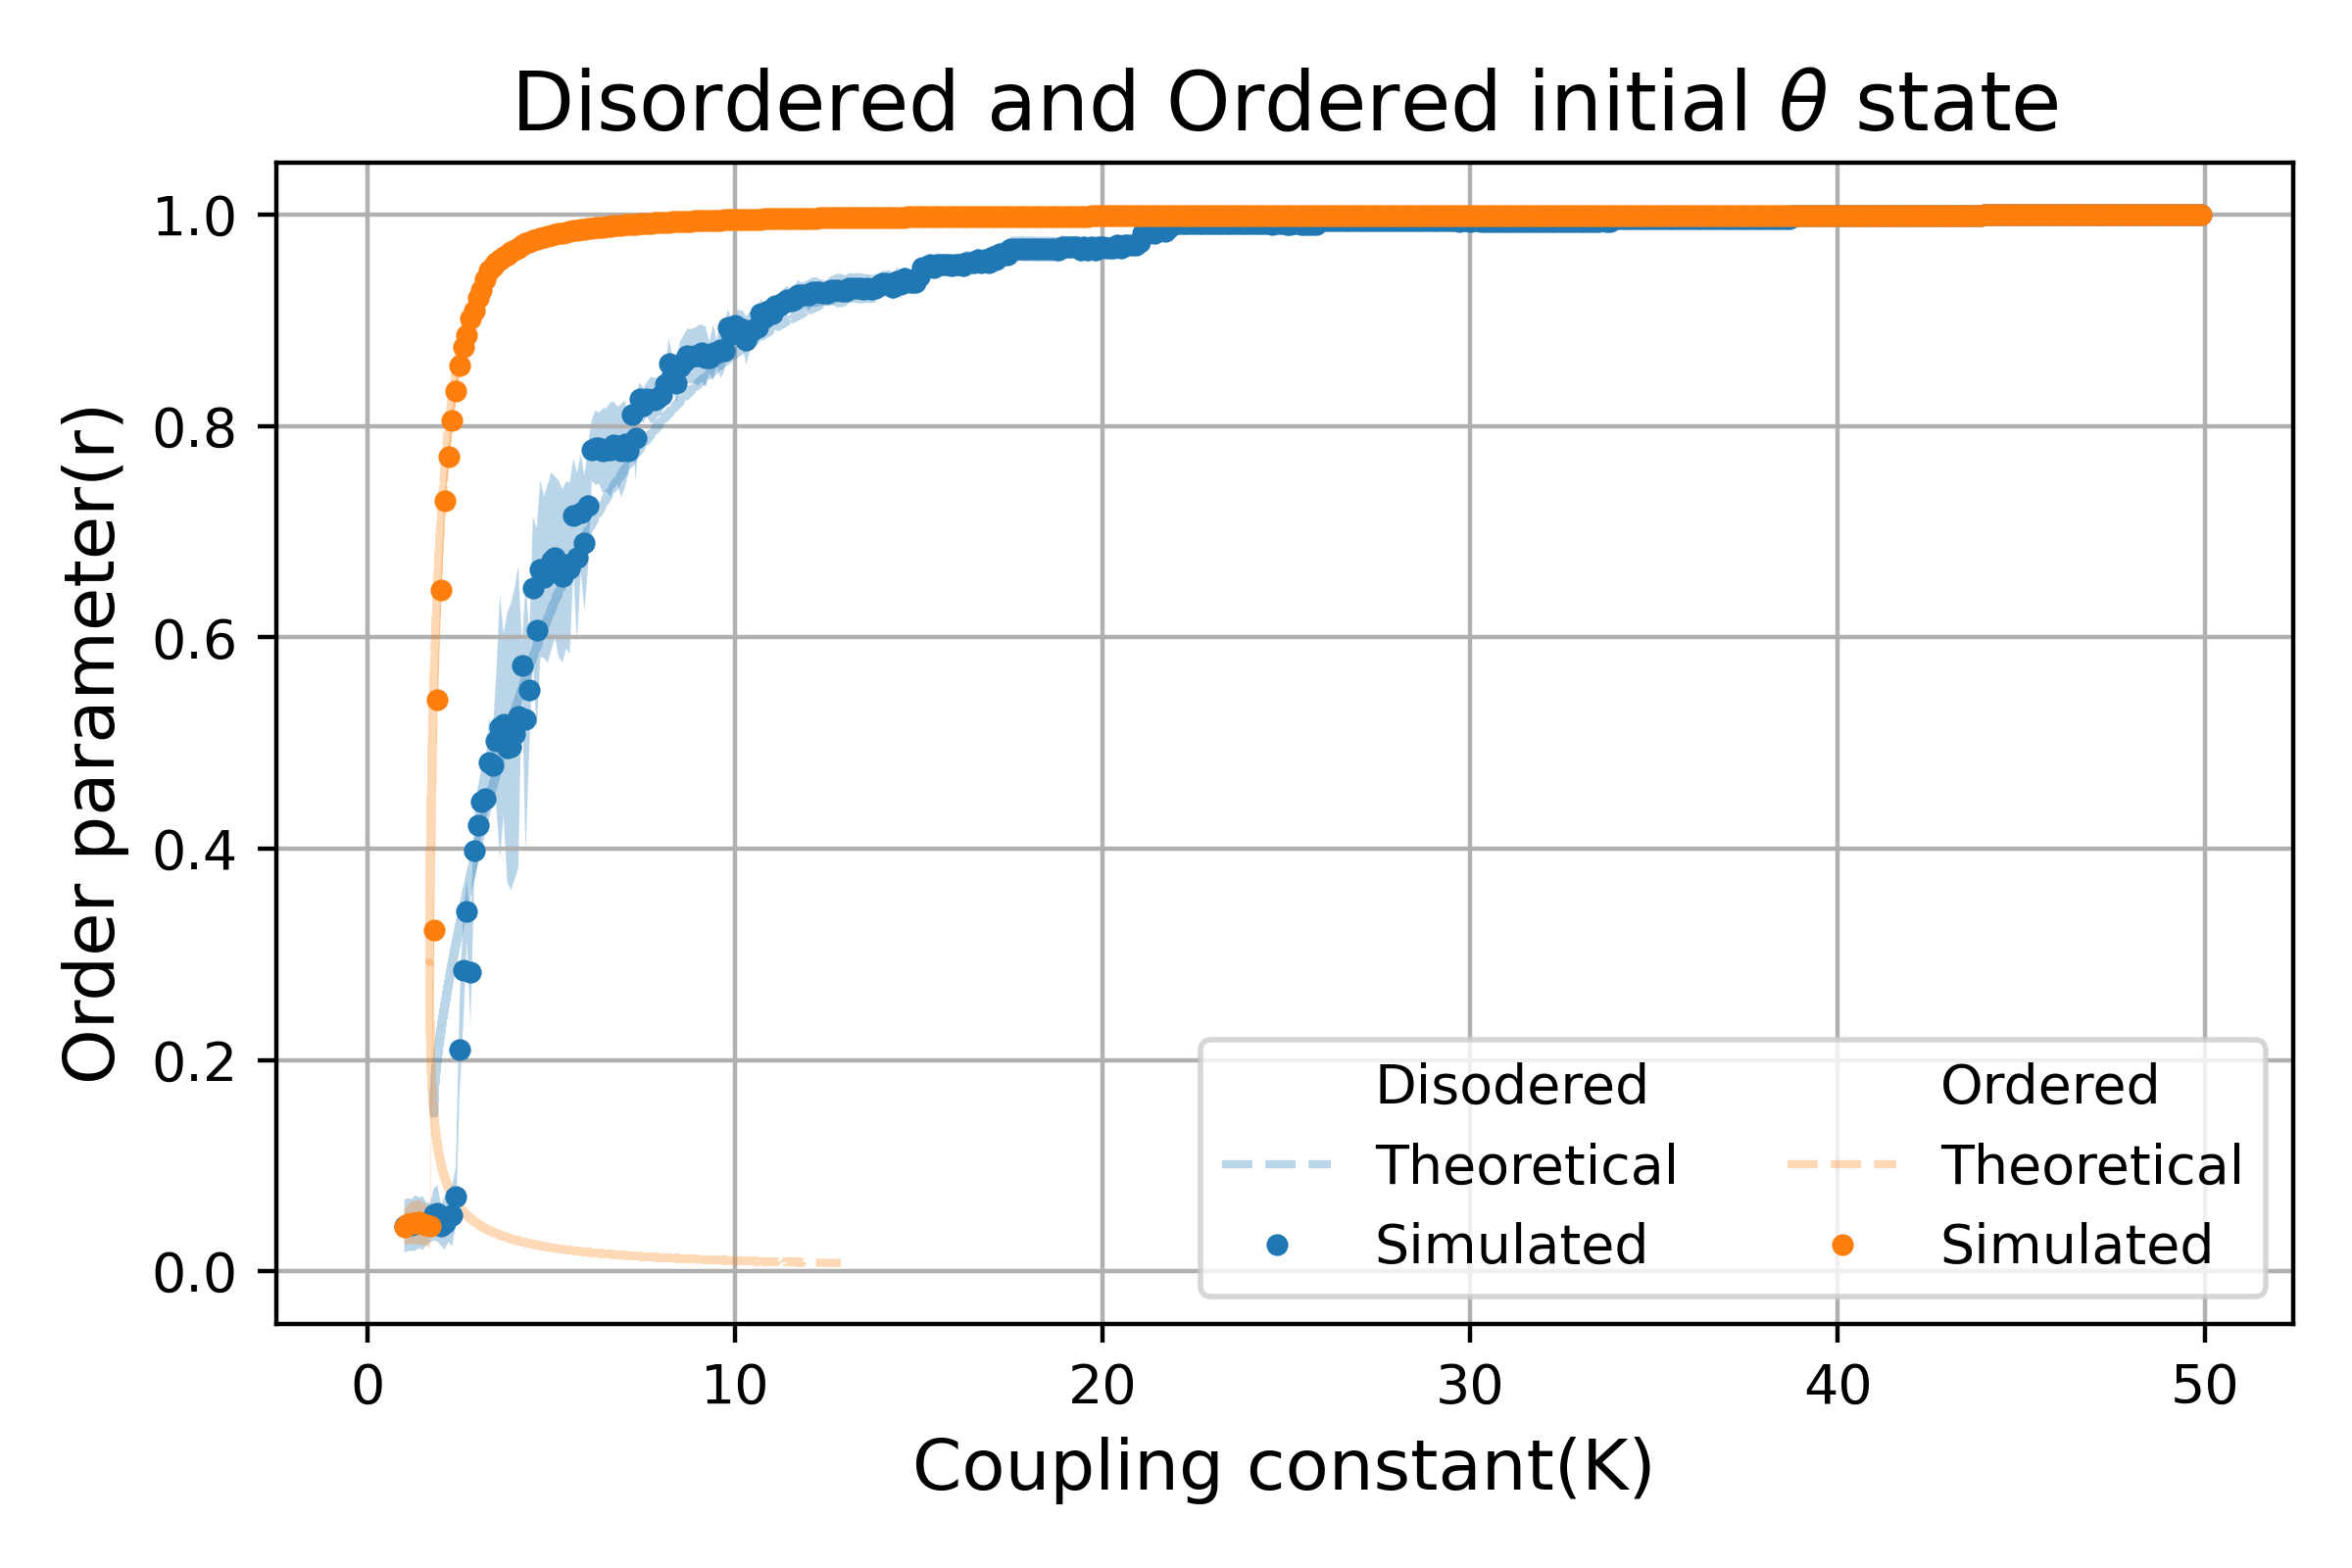 Disordered and Ordered initial θ state
Order parameter(r)
1.0
0.8
0.6
0.4
0.2
0.0
0 10 20 30 40 50
Coupling constant(K)
Disodered Ordered
Theoretical Theoretical
Simulated Simulated